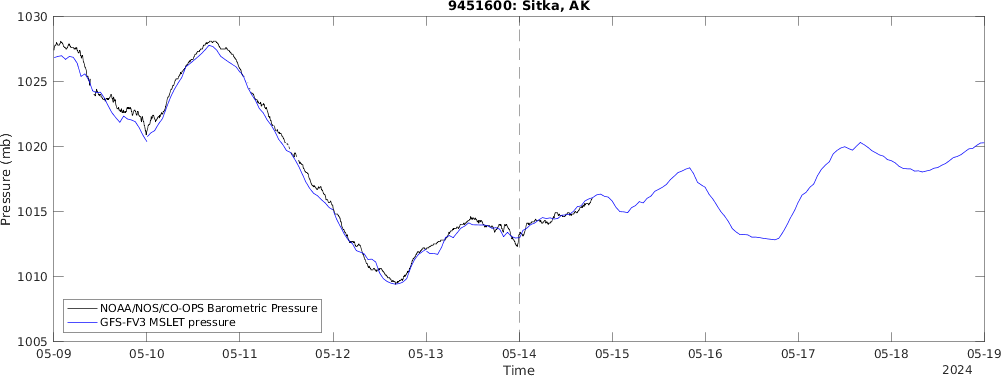 9451600: Sitka, AK
Pressure (mb)
1030
1025
1020
1015
1010
1005
NOAA/NOS/CO-OPS Barometric Pressure
GFS-FV3 MSLET pressure
05-09 05-10 05-11 05-12 05-13 05-14 05-15 05-16 05-17 05-18 05-19
Time
2024